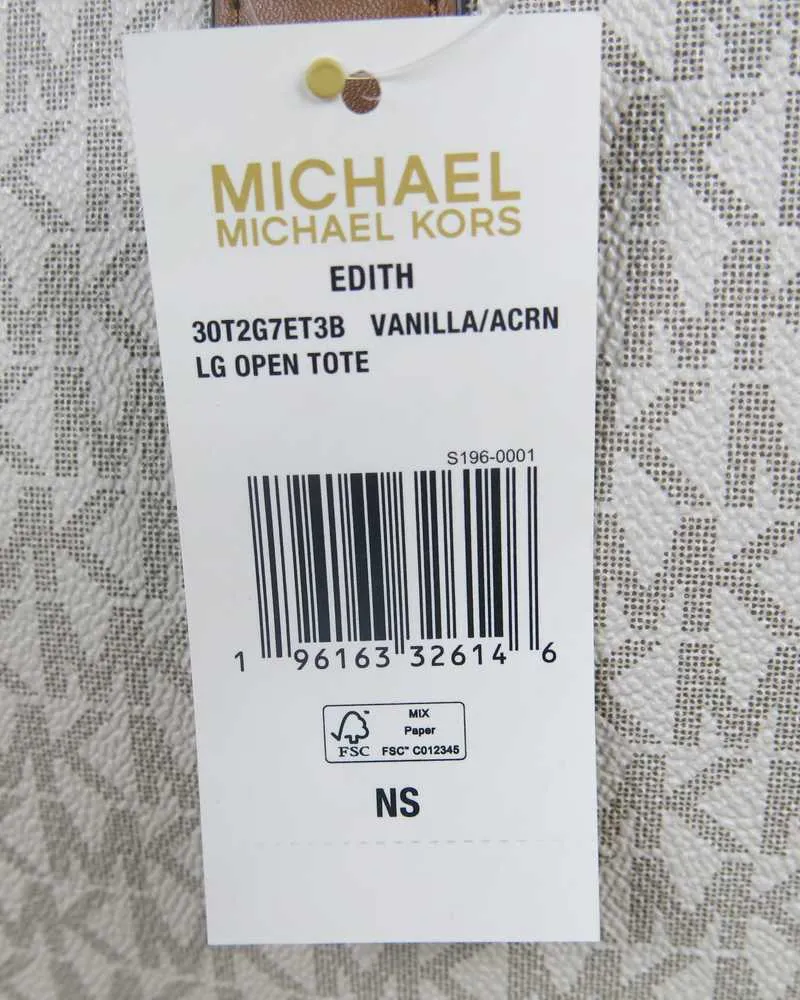 MICHAEL
MICHAEL KORS
EDITH
30T2G7ET3B VANILLA/ACRN
LG OPEN TOTE
S196-0001
1 96163 32614 6
MIX
Paper
FSC™ C012345
FSC
NS